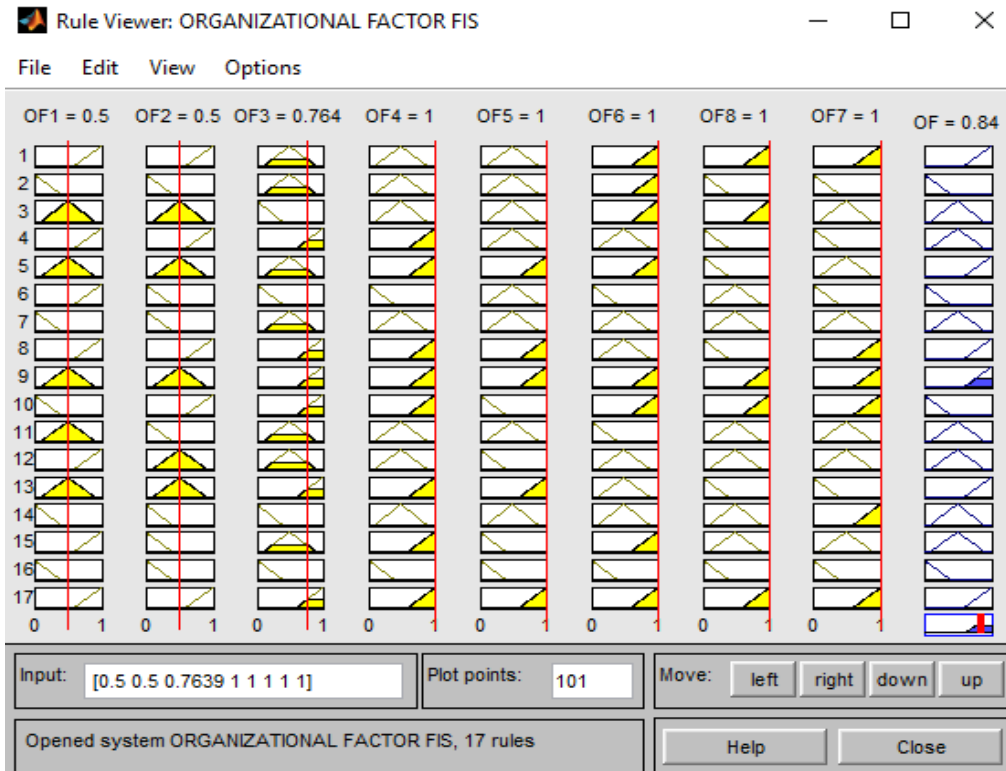 Rule Viewer: ORGANIZATIONAL FACTOR FIS
File Edit View Options
OF1 = 0.5 OF2 = 0.5 OF3 = 0.764 OF4 = 1 OF5 = 1 OF6 = 1 OF8 = 1 OF7 = 1 OF = 0.84
1
2
3
4
5
6
7
8
9
10
11
12
13
14
15
16
17
0 1 0 1 0 1 0 1 0 1 0 1 0 1 0 1
Input: [0.5 0.5 0.7639 1 1 1 1 1] Plot points: 101 Move: left right down up
Opened system ORGANIZATIONAL FACTOR FIS, 17 rules Help Close